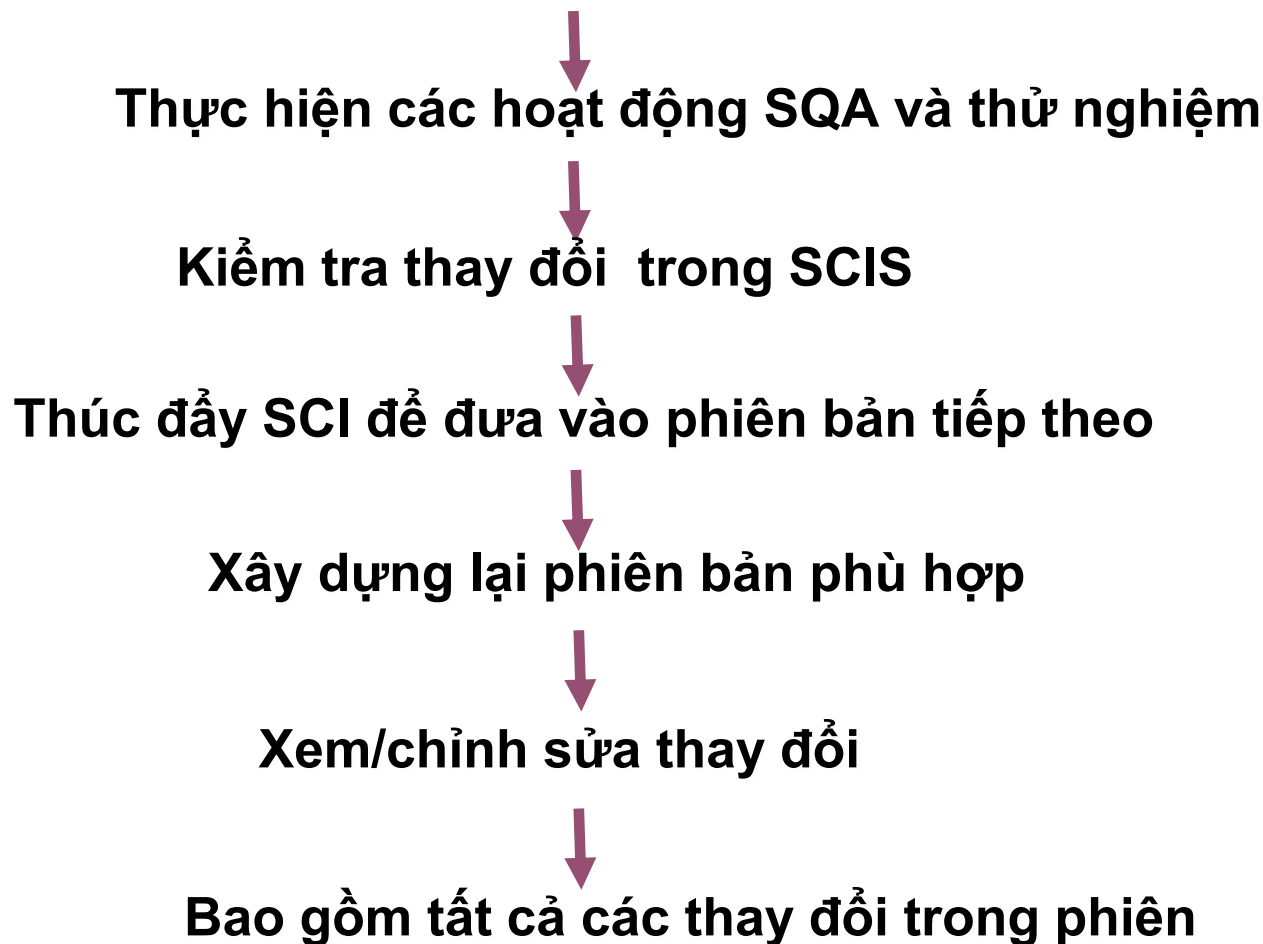 Thực hiện các hoạt động SQA và thử nghiệm
Kiểm tra thay đổi trong SCIS
Thúc đẩy SCI để đưa vào phiên bản tiếp theo
Xây dựng lại phiên bản phù hợp
Xem/chỉnh sửa thay đổi
Bao gồm tất cả các thay đổi trong phiên